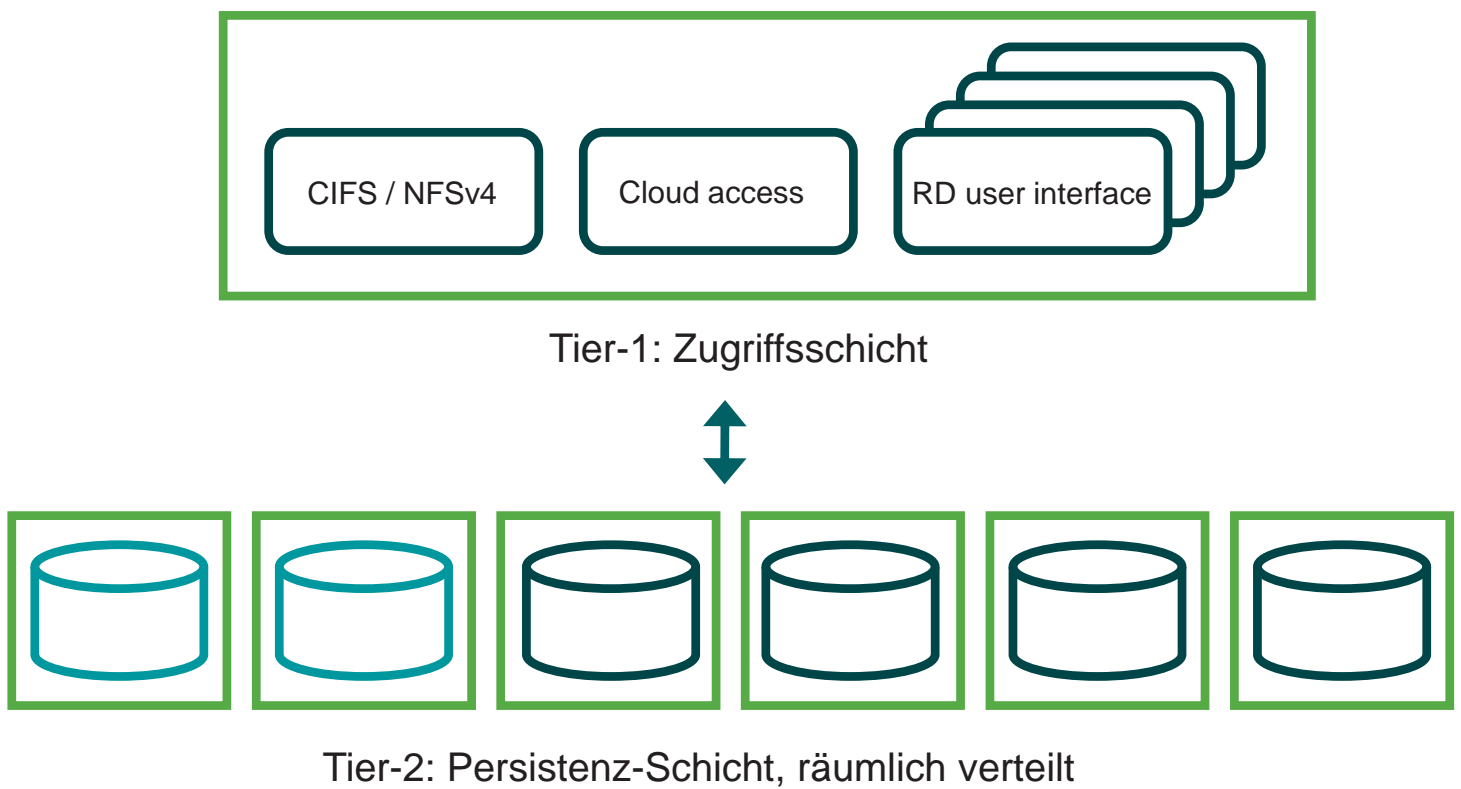 CIFS / NFSv4
Cloud access
RD user interface
Tier-1: Zugriffsschicht
Tier-2: Persistenz-Schicht, räumlich verteilt